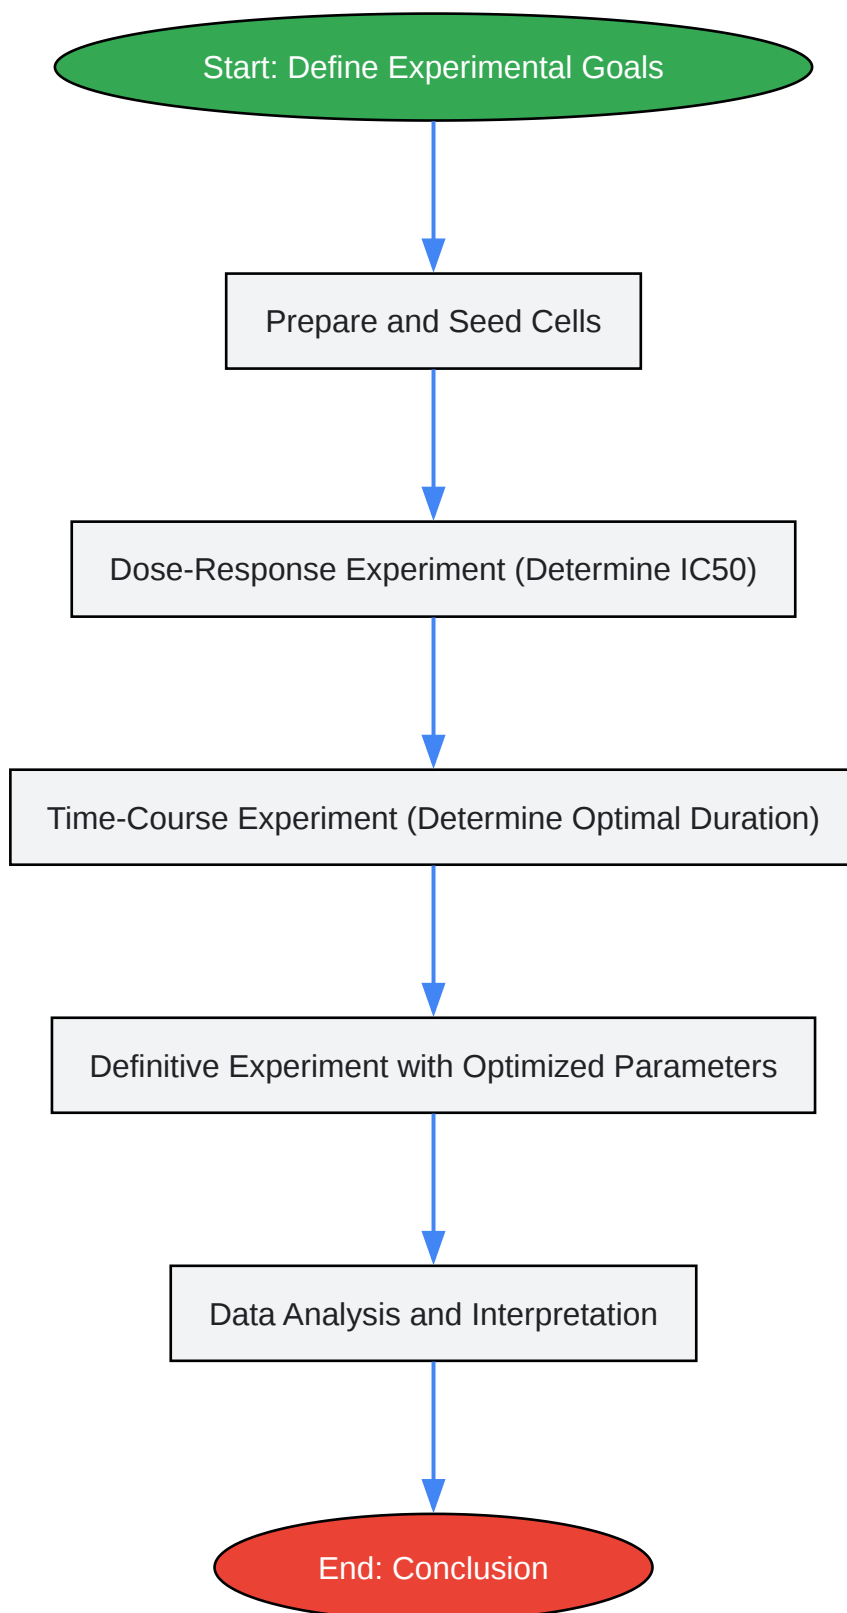 Start: Define Experimental Goals
Prepare and Seed Cells
Dose-Response Experiment (Determine IC50)
Time-Course Experiment (Determine Optimal Duration)
Definitive Experiment with Optimized Parameters
Data Analysis and Interpretation
End: Conclusion